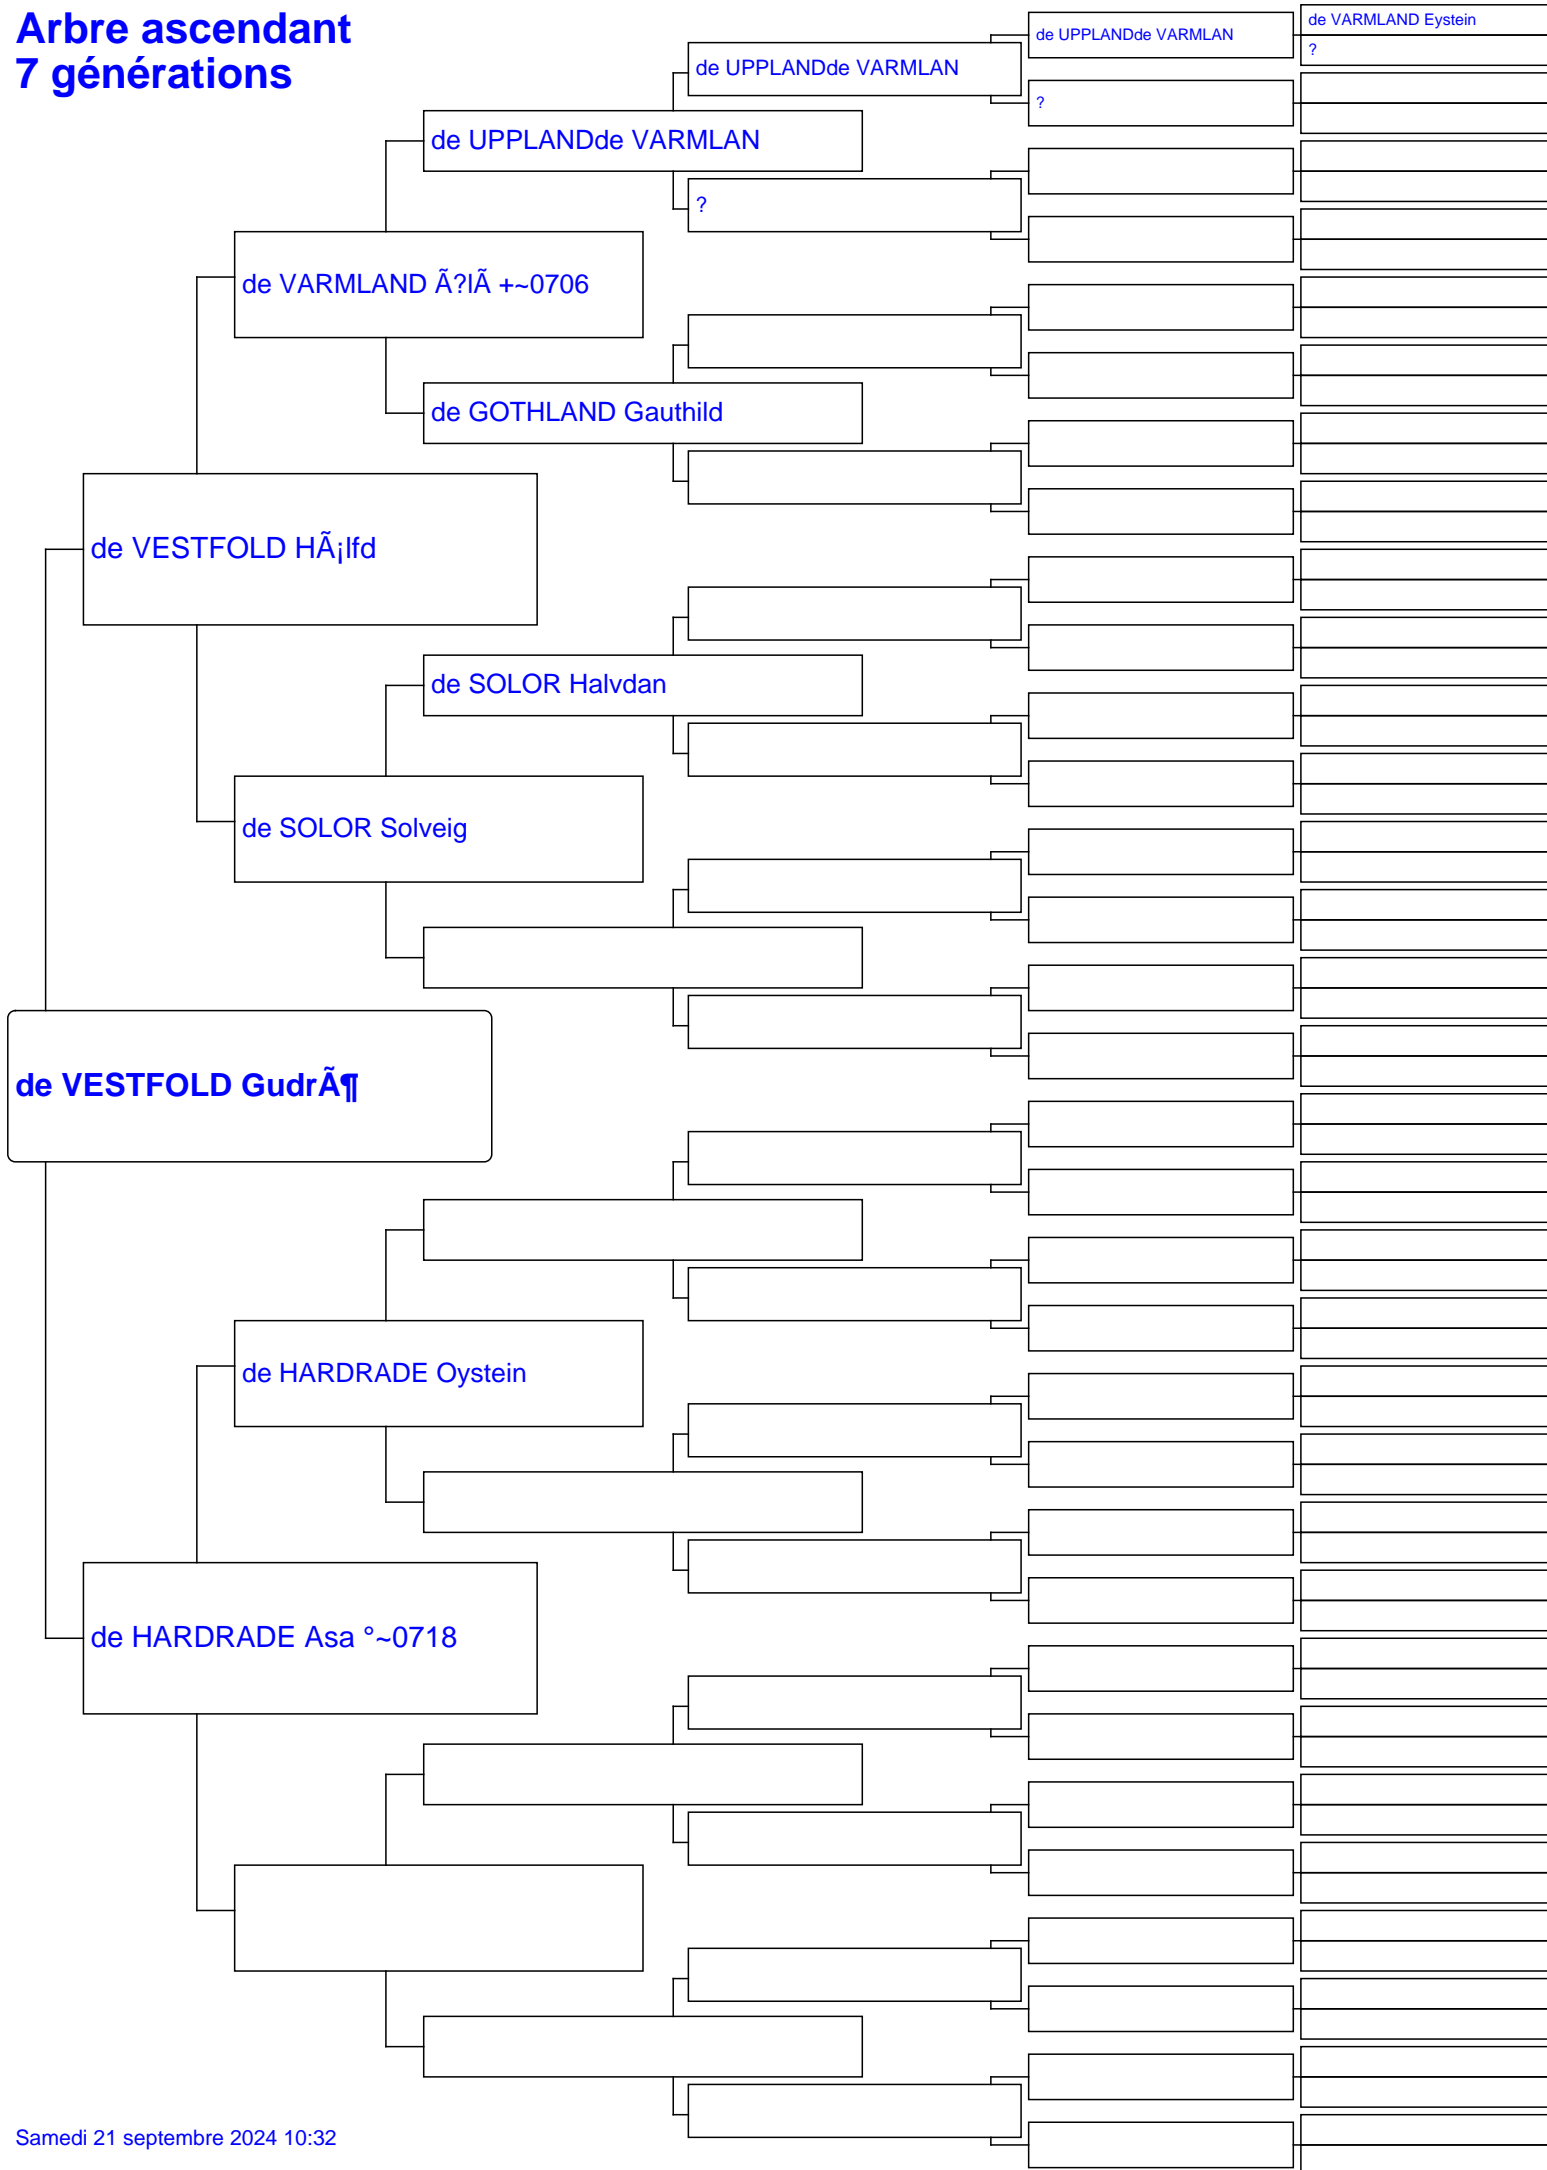 Arbre ascendant
7 générations
de UPPLANDde VARMLAN
de VARMLAND Eystein
?
de UPPLANDde VARMLAN
?
de UPPLANDde VARMLAN
?
de VARMLAND Ã?lÃ +~0706
de GOTHLAND Gauthild
de VESTFOLD HÃ¡lfd
de SOLOR Halvdan
de SOLOR Solveig
de VESTFOLD GudrÃ¶
de HARDRADE Oystein
de HARDRADE Asa °~0718
Samedi 21 septembre 2024 10:32